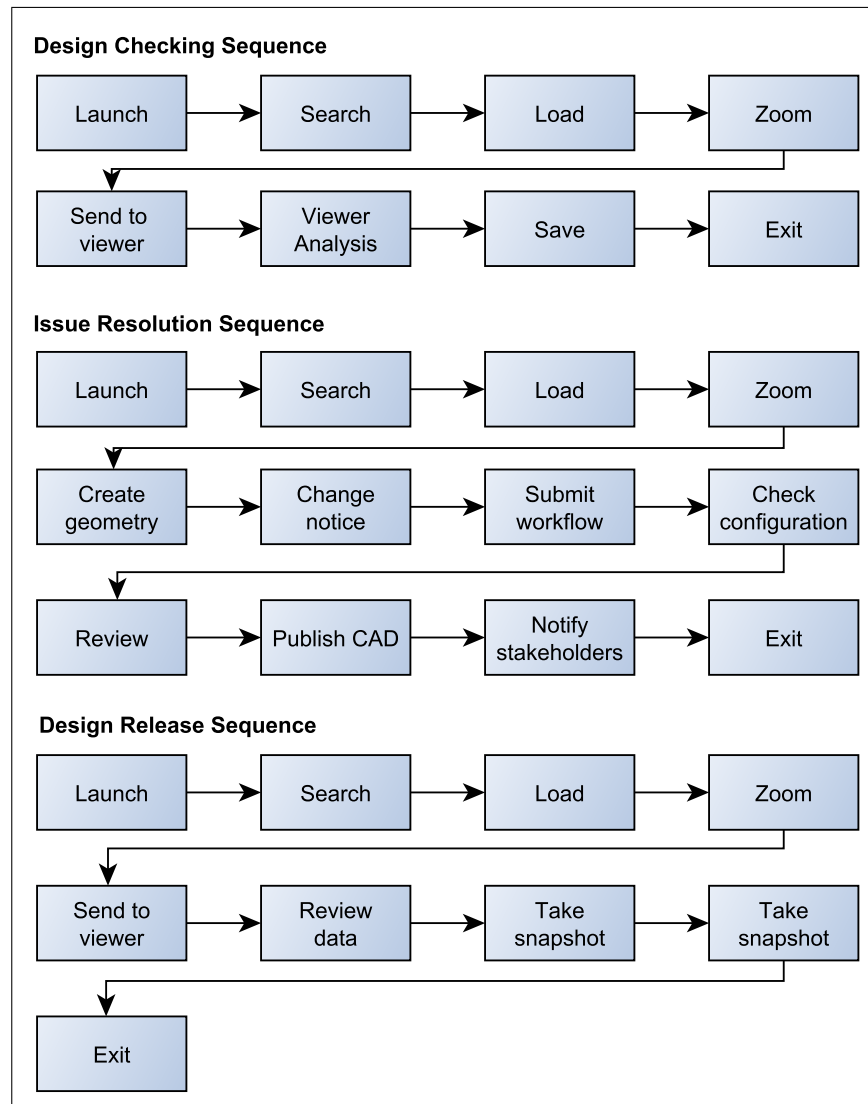 Design Checking Sequence
Launch
Search
Load
Zoom
Send to
viewer
Viewer
Analysis
Save
Exit
Issue Resolution Sequence
Launch
Search
Load
Zoom
Create
geometry
Change
notice
Submit
workflow
Check
configuration
Review
Publish CAD
Notify
stakeholders
Exit
Design Release Sequence
Launch
Search
Load
Zoom
Send to
viewer
Review
data
Take
snapshot
Take
snapshot
Exit